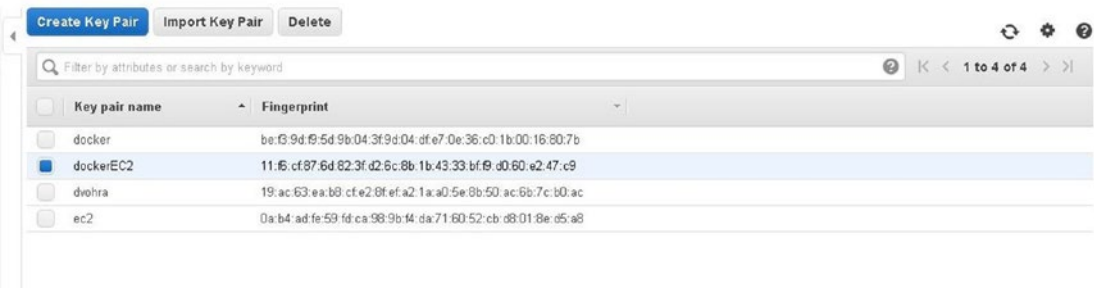 Create Key Pair Import Key Pair Delete
Filter by attributes or search by keyword 1 to 4 of 4
Key pair name Fingerprint
docker be:f3:9d:f9:5d:9b:04:3f:9d:04:df:e7:0e:36:c0:1b:00:16:80:7b
dockerEC2 11:f6:cf:87:6d:82:3f:d2:6c:8b:1b:43:33:bf:f9:d0:60:e2:47:c9
dvohra 19:ac:63:ea:b8:cf:e2:8f:ef:a2:1a:a0:5e:8b:50:ac:6b:7c:b0:ac
ec2 0a:b4:ad:fe:59:fd:ca:98:9b:f4:da:71:60:52:cb:d8:01:8e:d5:a8